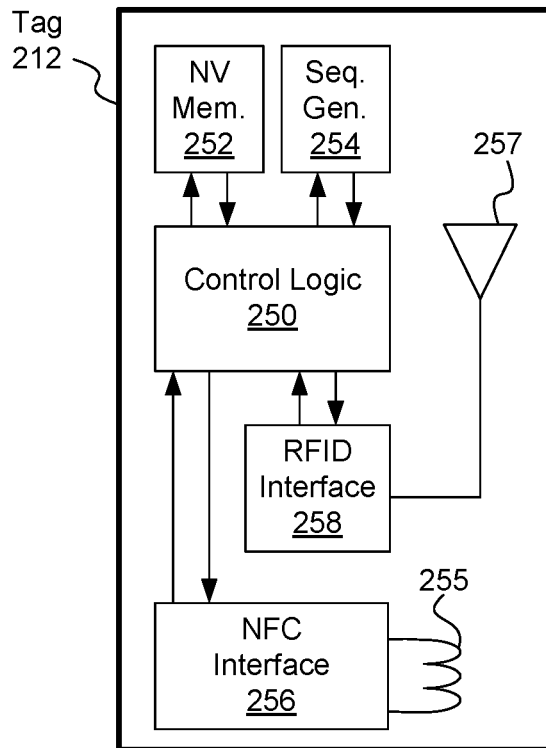 Tag
212
NV
Mem.
252
Seq.
Gen.
254
257
Control Logic
250
RFID
Interface
258
255
NFC
Interface
256